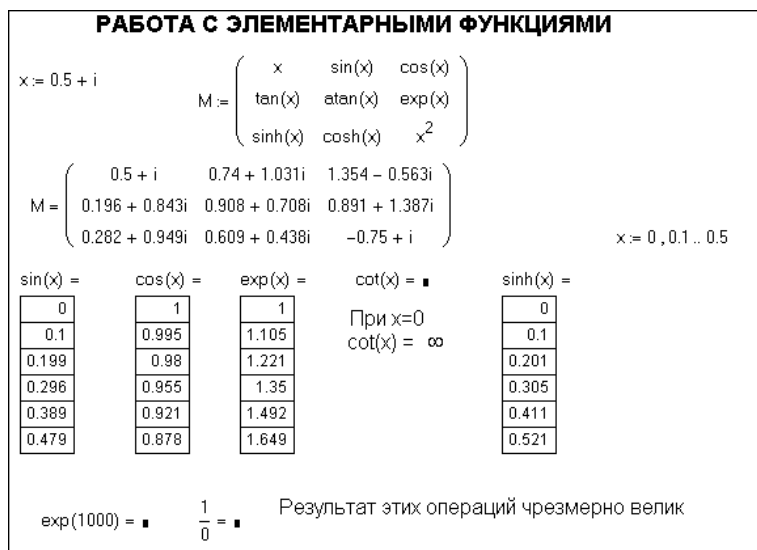 РАБОТА С ЭЛЕМЕНТАРНЫМИ ФУНКЦИЯМИ
x := 0.5 + i
M :=
x sin(x) cos(x)
tan(x) atan(x) exp(x)
sinh(x) cosh(x) x²
M =
0.5 + i 0.74 + 1.031i 1.354 − 0.563i
0.196 + 0.843i 0.908 + 0.708i 0.891 + 1.387i
0.282 + 0.949i 0.609 + 0.438i −0.75 + i
x := 0 , 0.1 .. 0.5
sin(x) = cos(x) = exp(x) = cot(x) = ▪ sinh(x) =
0 1 1 0
0.1 0.995 1.105 0.1
0.199 0.98 1.221 0.201
0.296 0.955 1.35 0.305
0.389 0.921 1.492 0.411
0.479 0.878 1.649 0.521
При x=0
cot(x) = ∞
exp(1000) = ▪ 1/0 = ▪ Результат этих операций чрезмерно велик